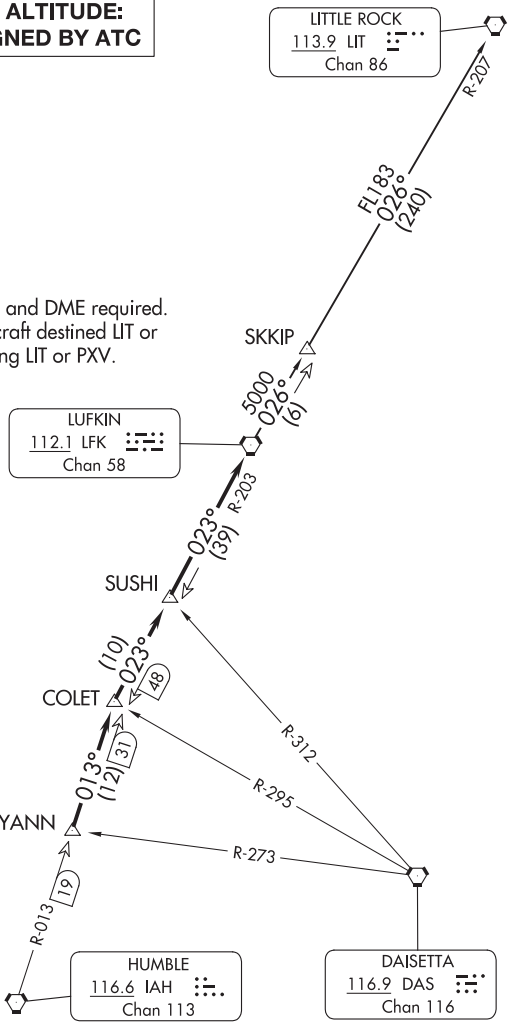 ALTITUDE:
GNED BY ATC
LITTLE ROCK
113.9 LIT
Chan 86
R-207
FL183
026°
(240)
and DME required.
craft destined LIT or
ng LIT or PXV.
SKKIP
5000
026°
(6)
LUFKIN
112.1 LFK
Chan 58
R-203
023°
(39)
SUSHI
(10)
023°
48
COLET
R-312
31
013°
(12)
R-295
YANN
R-273
19
R-013
HUMBLE
116.6 IAH
Chan 113
DAISETTA
116.9 DAS
Chan 116